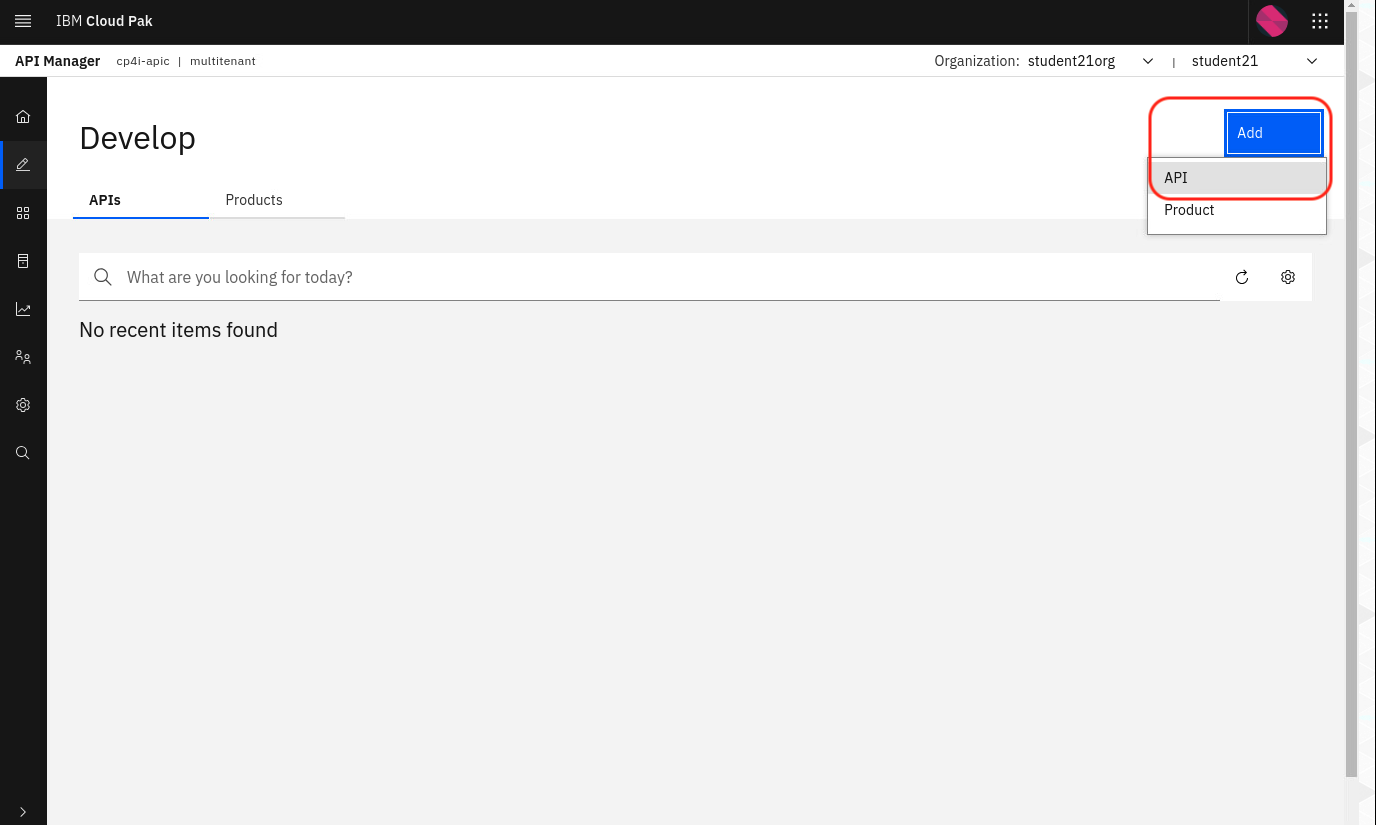 IBM Cloud Pak
API Manager cp4i-apic | multitenant Organization: student21org | student21
Develop
Add
API
Product
APIs Products
What are you looking for today?
No recent items found